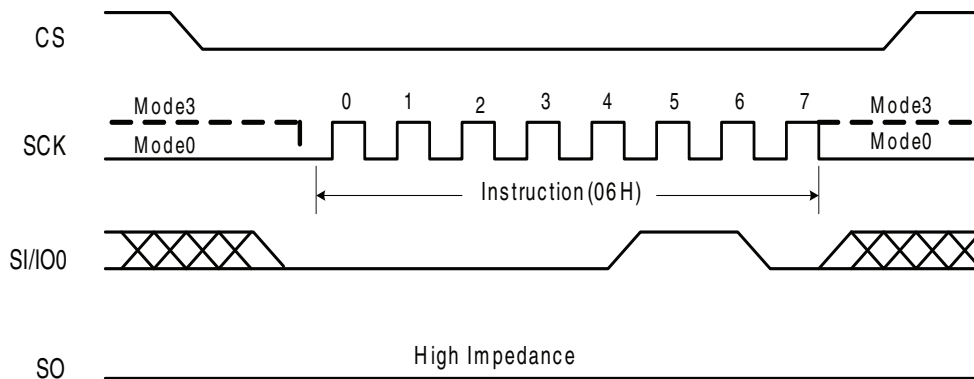 CS
0 1 2 3 4 5 6 7
Mode3 Mode3
SCK Mode0 Mode0
Instruction(06H)
SI/IO0
High Impedance
SO